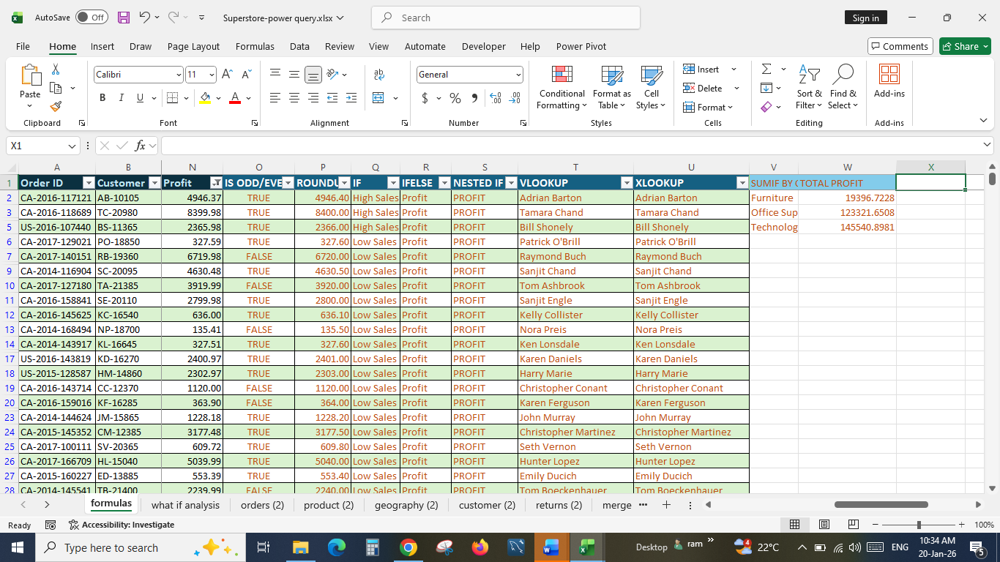 AutoSave Off Superstore-power query.xlsx Search Sign in
File Home Insert Draw Page Layout Formulas Data Review View Automate Developer Help Power Pivot Comments Share
Paste Calibri 11 General Conditional Formatting Format as Table Cell Styles Insert Delete Format Sort & Filter Find & Select Add-ins
Clipboard Font Alignment Number Styles Cells Editing Add-ins
X1 fx
A B N O P Q R S T U V W X
1 Order ID Customer Profit IS ODD/EVE ROUNDU IF IFELSE NESTED IF VLOOKUP XLOOKUP SUMIF BY TOTAL PROFIT
2 CA-2016-117121 AB-10105 4946.37 TRUE 4946.40 High Sales Profit PROFIT Adrian Barton Adrian Barton Furniture 19396.7228
3 CA-2016-118689 TC-20980 8399.98 TRUE 8400.00 High Sales Profit PROFIT Tamara Chand Tamara Chand Office Sup 123321.6508
5 US-2016-107440 BS-11365 2365.98 TRUE 2366.00 High Sales Profit PROFIT Bill Shonely Bill Shonely Technolog 145540.8981
6 CA-2017-129021 PO-18850 327.59 TRUE 327.60 Low Sales Profit PROFIT Patrick O'Brill Patrick O'Brill
7 CA-2017-140151 RB-19360 6719.98 FALSE 6720.00 Low Sales Profit PROFIT Raymond Buch Raymond Buch
9 CA-2014-116904 SC-20095 4630.48 TRUE 4630.50 Low Sales Profit PROFIT Sanjit Chand Sanjit Chand
10 CA-2017-127180 TA-21385 3919.99 FALSE 3920.00 Low Sales Profit PROFIT Tom Ashbrook Tom Ashbrook
11 CA-2016-158841 SE-20110 2799.98 TRUE 2800.00 Low Sales Profit PROFIT Sanjit Engle Sanjit Engle
12 CA-2016-145625 KC-16540 636.00 TRUE 636.10 Low Sales Profit PROFIT Kelly Collister Kelly Collister
13 CA-2014-168494 NP-18700 135.41 FALSE 135.50 Low Sales Profit PROFIT Nora Preis Nora Preis
14 CA-2014-143917 KL-16645 327.51 TRUE 327.60 Low Sales Profit PROFIT Ken Lonsdale Ken Lonsdale
17 US-2016-143819 KD-16270 2400.97 TRUE 2401.00 Low Sales Profit PROFIT Karen Daniels Karen Daniels
18 US-2015-128587 HM-14860 2302.97 TRUE 2303.00 Low Sales Profit PROFIT Harry Marie Harry Marie
19 CA-2016-143714 CC-12370 1120.00 FALSE 1120.00 Low Sales Profit PROFIT Christopher Conant Christopher Conant
20 CA-2016-159016 KF-16285 363.90 FALSE 364.00 Low Sales Profit PROFIT Karen Ferguson Karen Ferguson
23 CA-2014-144624 JM-15865 1228.18 TRUE 1228.20 Low Sales Profit PROFIT John Murray John Murray
24 CA-2015-145352 CM-12385 3177.48 TRUE 3177.50 Low Sales Profit PROFIT Christopher Martinez Christopher Martinez
25 CA-2017-100111 SV-20365 609.72 TRUE 609.80 Low Sales Profit PROFIT Seth Vernon Seth Vernon
26 CA-2017-166709 HL-15040 5039.99 TRUE 5040.00 Low Sales Profit PROFIT Hunter Lopez Hunter Lopez
27 CA-2015-160227 ED-13885 553.39 TRUE 553.40 Low Sales Profit PROFIT Emily Ducich Emily Ducich
28 CA-2014-145541 TB-21400 2239.99 FALSE 2240.00 Low Sales Profit PROFIT Tom Boeckenhauer Tom Boeckenhauer
formulas what if analysis orders (2) product (2) geography (2) customer (2) returns (2) merge
Ready Accessibility: Investigate 100%
Type here to search Desktop ram 22°C ENG 10:34 AM
20-Jan-26 5